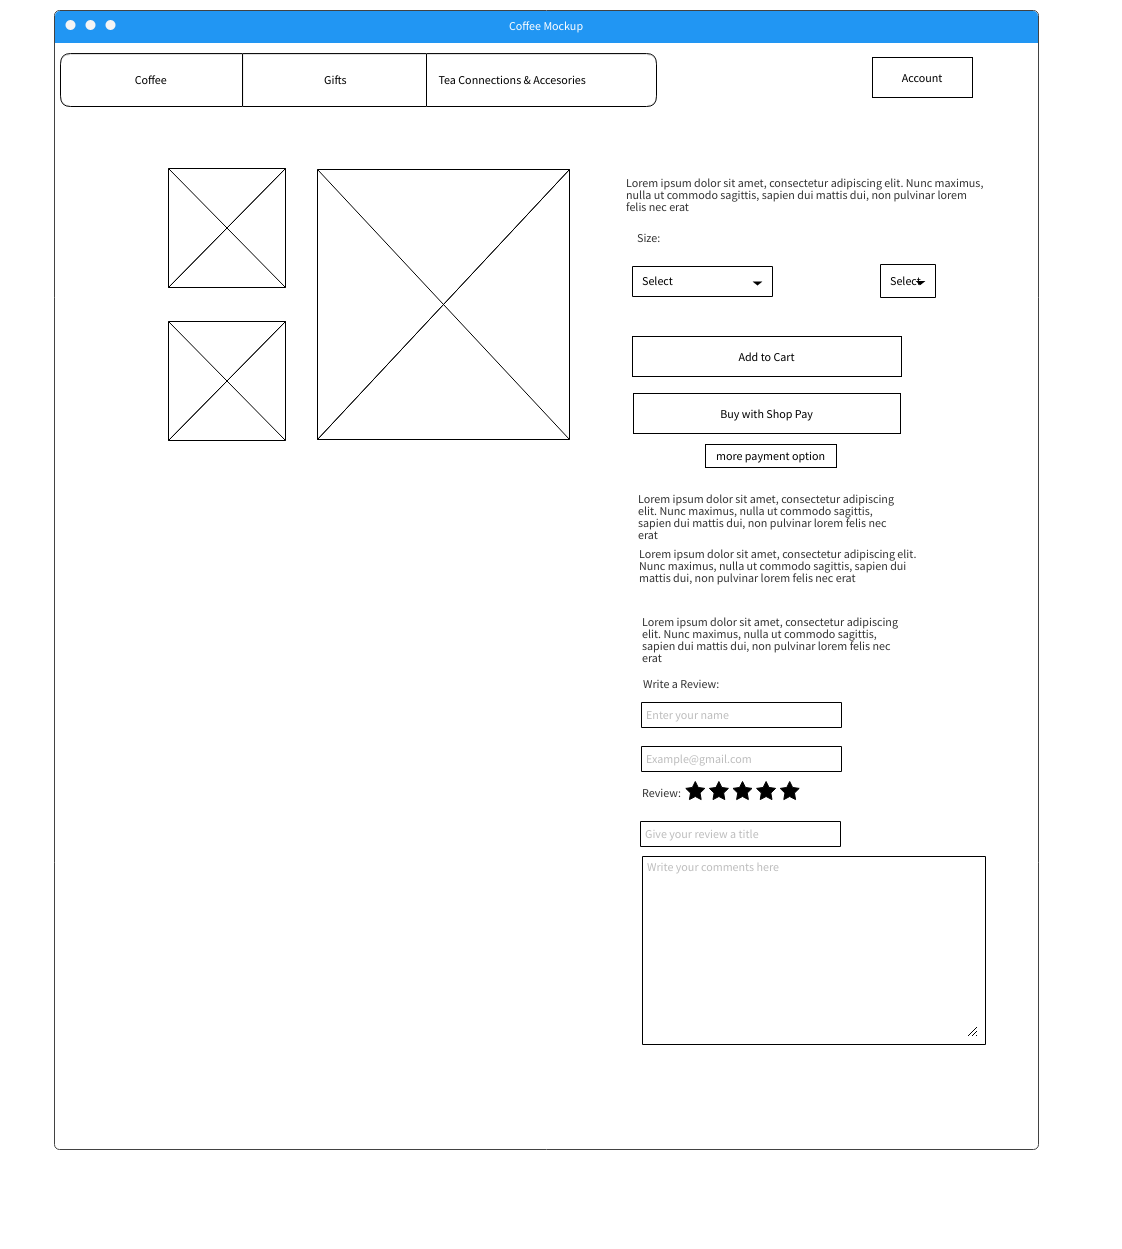 Coffee Mockup
Coffee
Gifts
Tea Connections & Accesories
Account
Lorem ipsum dolor sit amet, consectetur adipiscing elit. Nunc maximus,
nulla ut commodo sagittis, sapien dui mattis dui, non pulvinar lorem
felis nec erat
Size:
Select
Select
Add to Cart
Buy with Shop Pay
more payment option
Lorem ipsum dolor sit amet, consectetur adipiscing
elit. Nunc maximus, nulla ut commodo sagittis,
sapien dui mattis dui, non pulvinar lorem felis nec
erat
Lorem ipsum dolor sit amet, consectetur adipiscing elit.
Nunc maximus, nulla ut commodo sagittis, sapien dui
mattis dui, non pulvinar lorem felis nec erat
Lorem ipsum dolor sit amet, consectetur adipiscing
elit. Nunc maximus, nulla ut commodo sagittis,
sapien dui mattis dui, non pulvinar lorem felis nec
erat
Write a Review:
Enter your name
Example@gmail.com
Review:
Give your review a title
Write your comments here